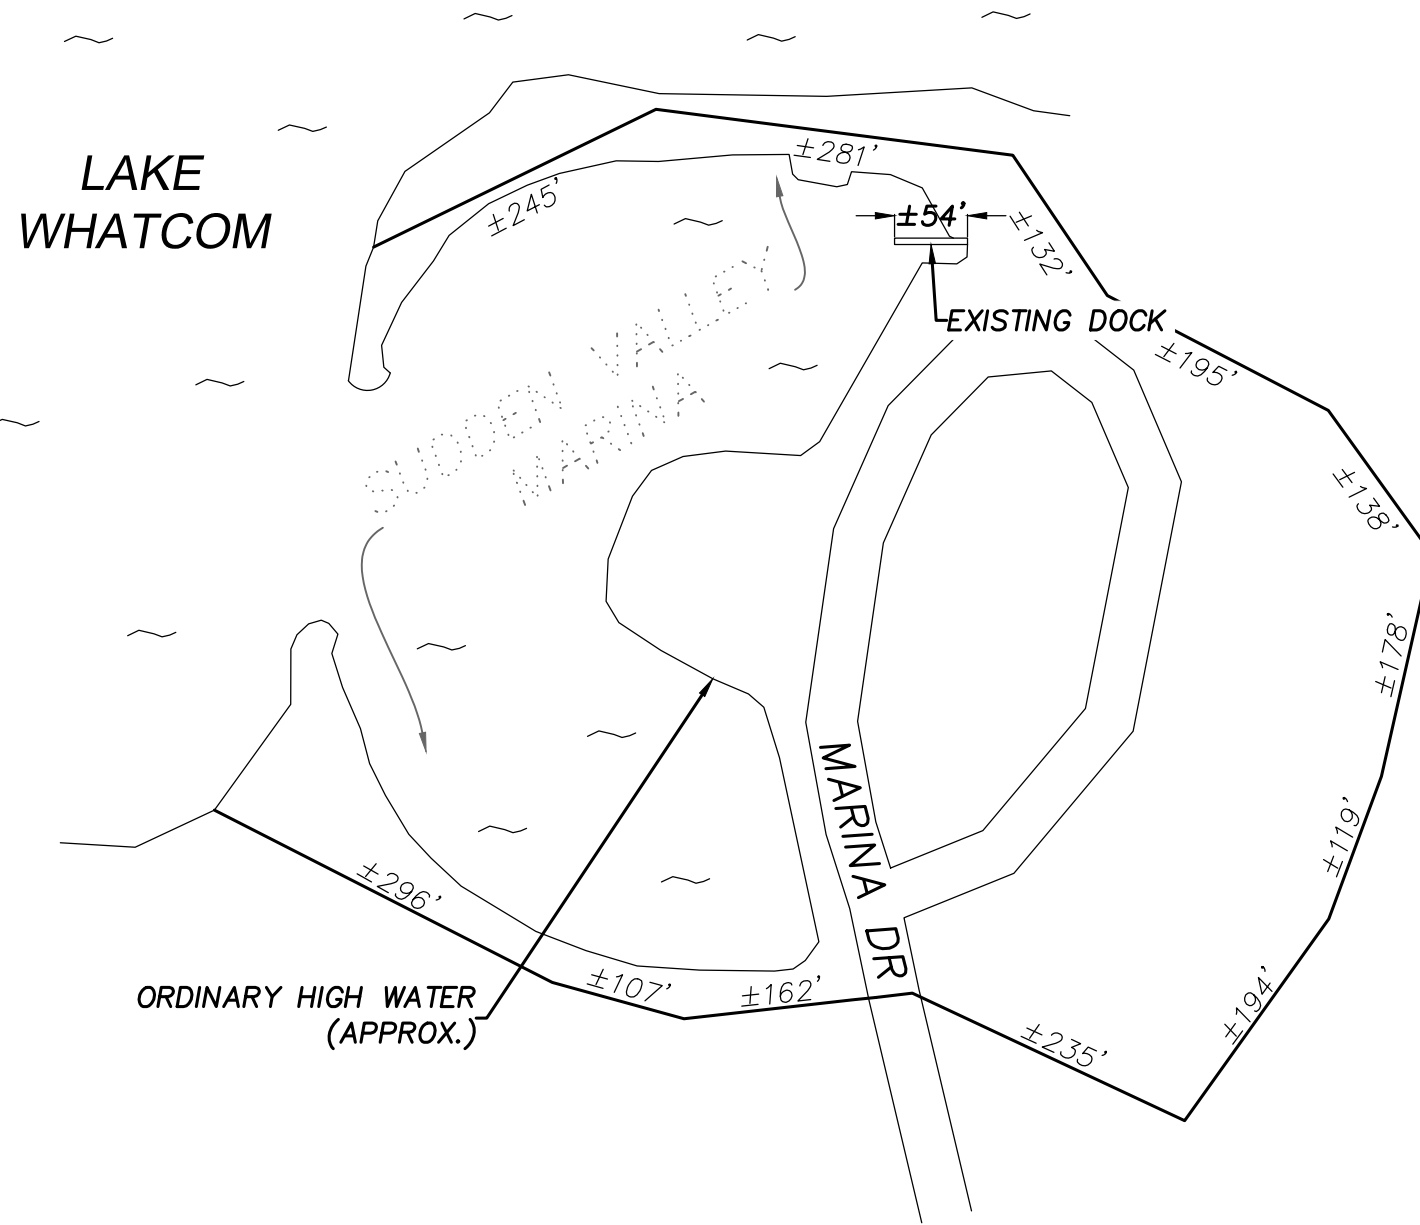 LAKE
WHATCOM
±281'
±245'
±54'
±132'
EXISTING DOCK
±195'
SUDDEN VALLEY
MARINA
±138'
±178'
MARINA DR
±119'
±296'
±107'
±162'
±194'
±235'
ORDINARY HIGH WATER
(APPROX.)